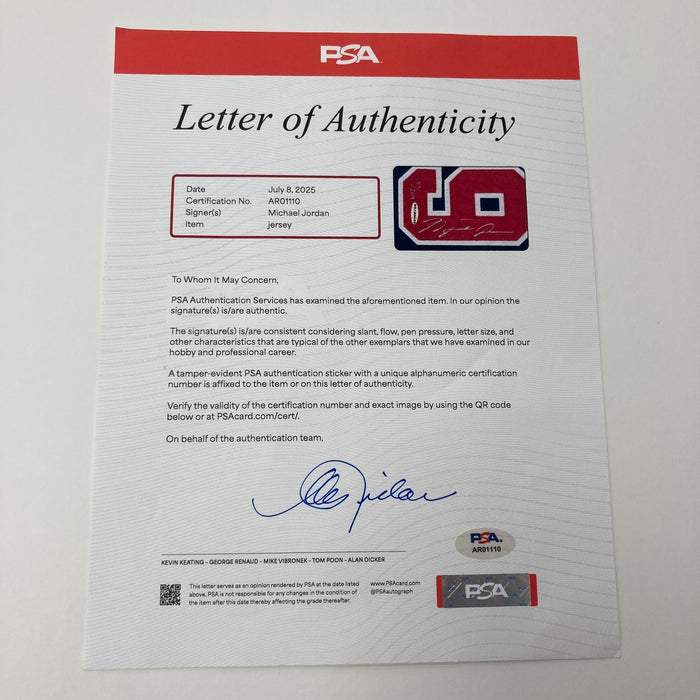 PSA
Letter of Authenticity
Date July 8, 2025
Certification No. AR01110
Signer(s) Michael Jordan
Item jersey
9
To Whom It May Concern,
PSA Authentication Services has examined the aforementioned item. In our opinion the
signature(s) is/are authentic.
The signature(s) is/are consistent considering slant, flow, pen pressure, letter size, and
other characteristics that are typical of the other exemplars that we have examined in our
hobby and professional career.
A tamper-evident PSA authentication sticker with a unique alphanumeric certification
number is affixed to the item or on this letter of authenticity.
Verify the validity of the certification number and exact image by using the QR code
below or at PSAcard.com/cert/.
On behalf of the authentication team,
PSA.
AR01110
KEVIN KEATING - GEORGE RENAUD - MIKE VIBRONEK - TOM POON - ALAN DICKER
This letter serves as an opinion rendered by PSA at the date listed
above. PSA is not responsible for any changes in the condition of
the item after this date thereby affecting the grade thereafter.
www.PSAcard.com
@PSAautograph
PSA